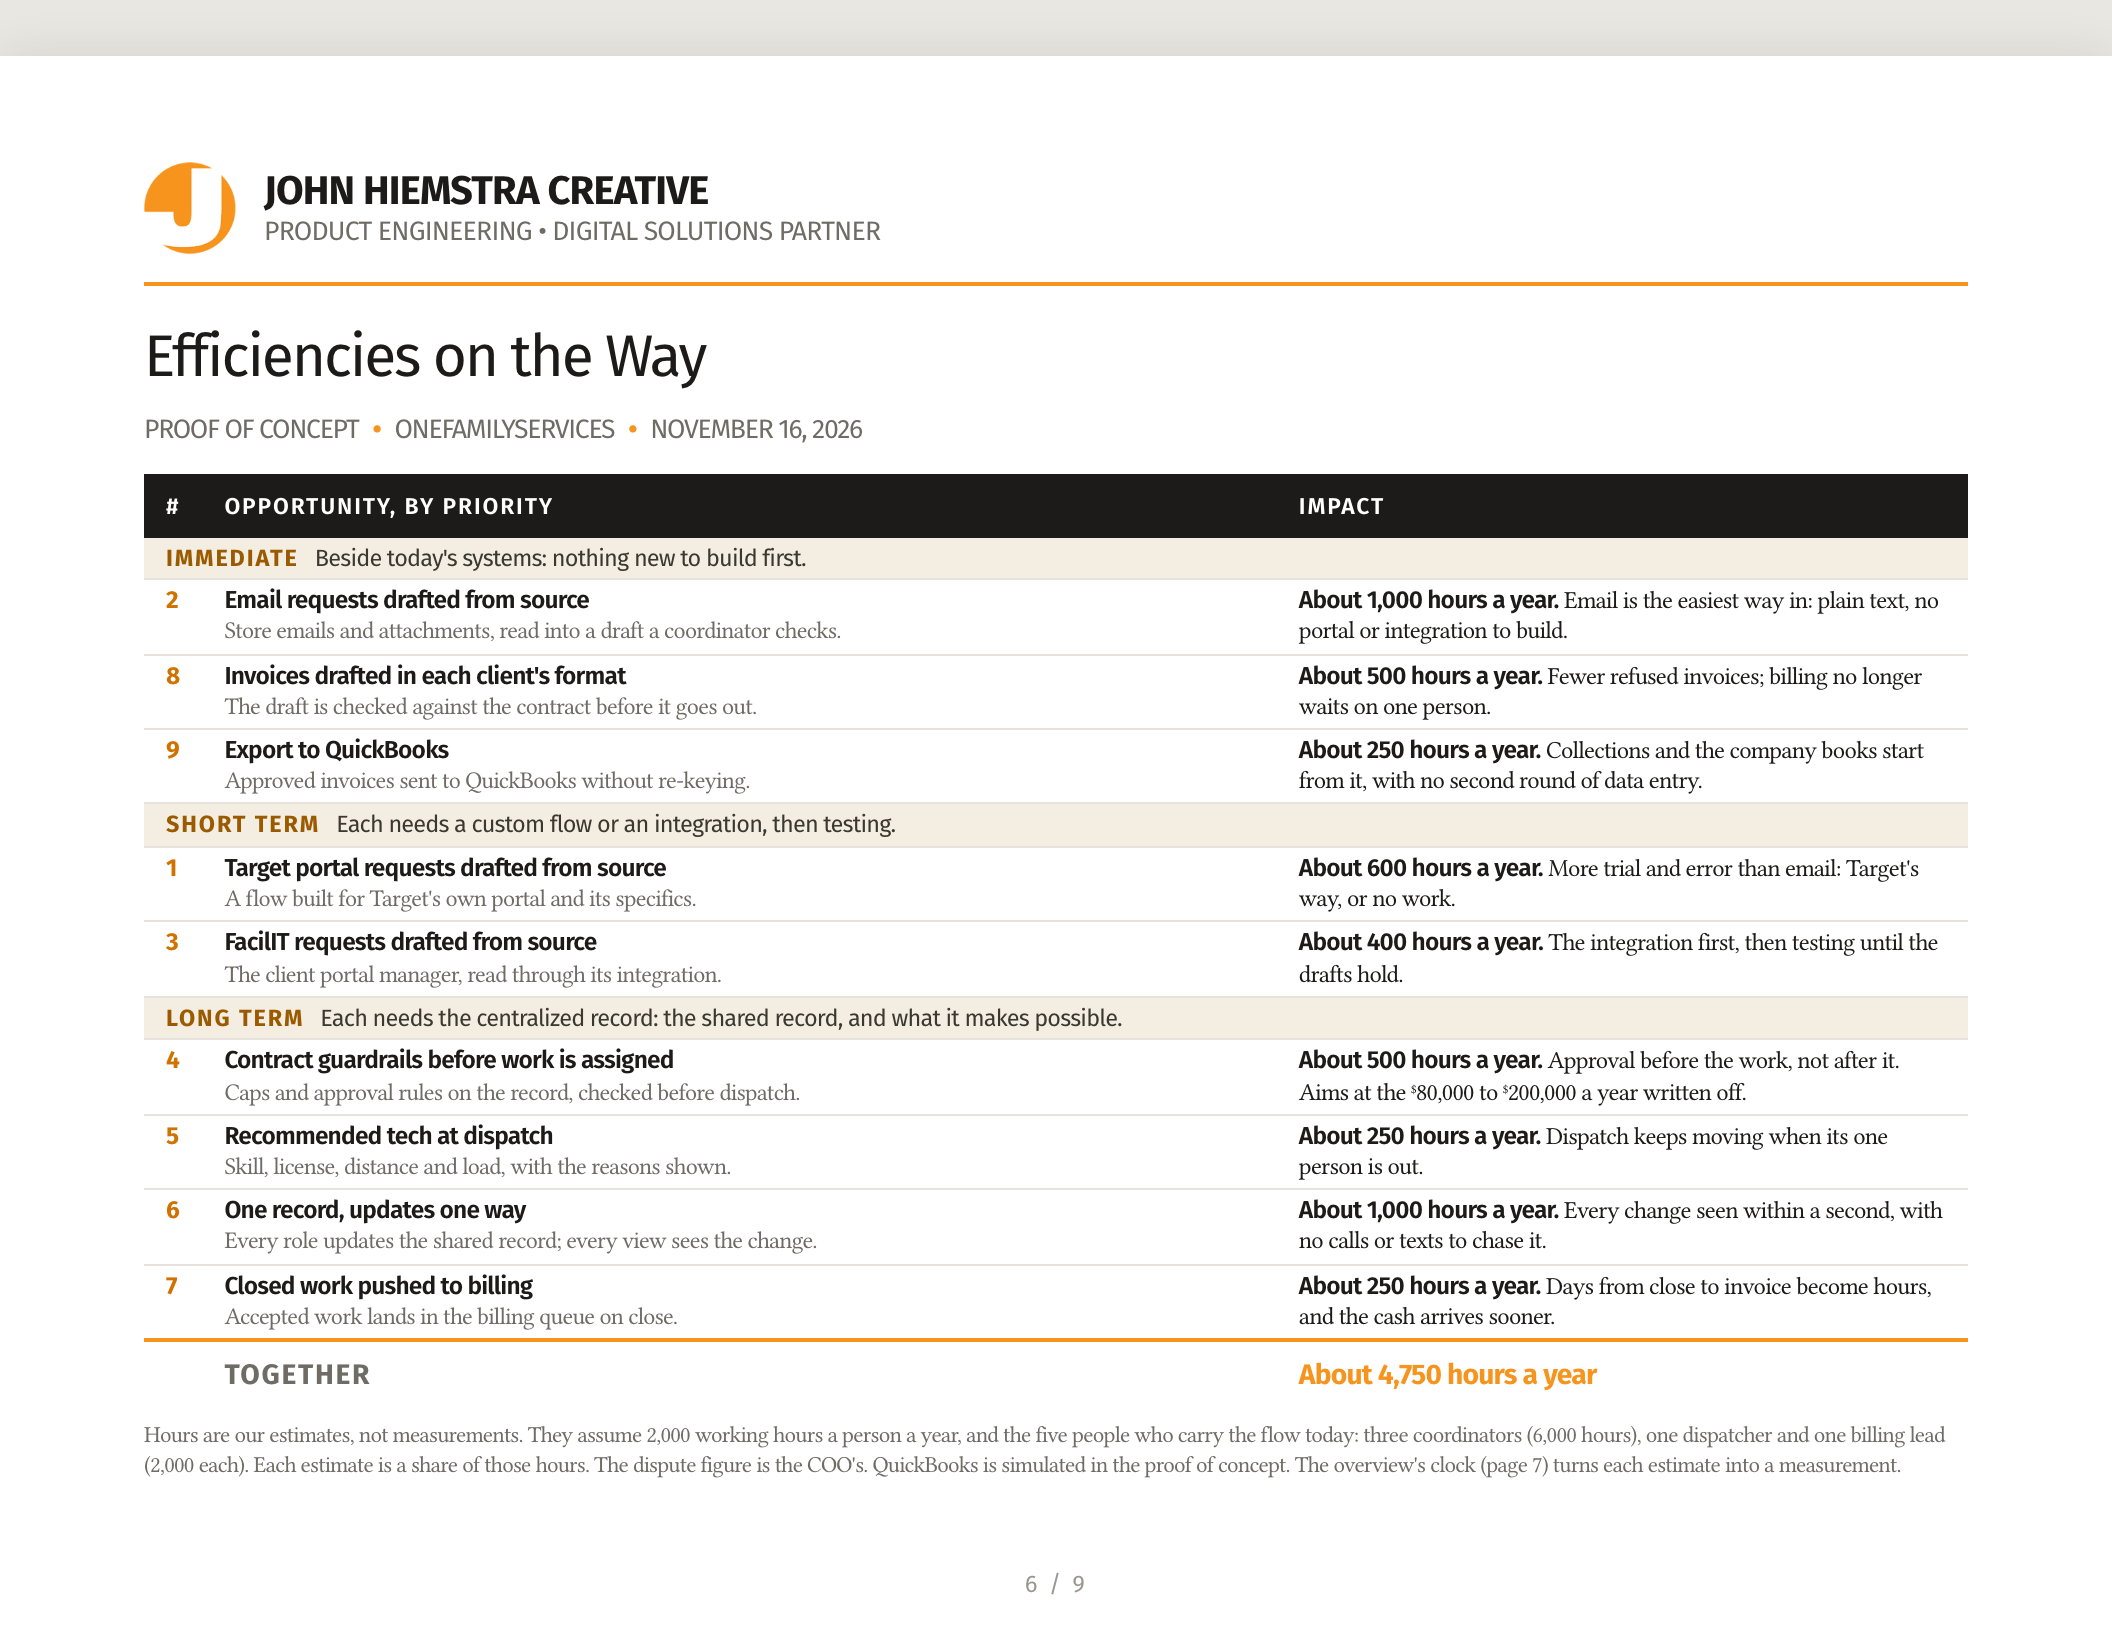 JOHN HIEMSTRA CREATIVE
PRODUCT ENGINEERING • DIGITAL SOLUTIONS PARTNER
Efficiencies on the Way
PROOF OF CONCEPT • ONEFAMILYSERVICES • NOVEMBER 16, 2026
# OPPORTUNITY, BY PRIORITY IMPACT
IMMEDIATE Beside today's systems: nothing new to build first.
2 Email requests drafted from source About 1,000 hours a year. Email is the easiest way in: plain text, no
Store emails and attachments, read into a draft a coordinator checks. portal or integration to build.
8 Invoices drafted in each client's format About 500 hours a year. Fewer refused invoices; billing no longer
The draft is checked against the contract before it goes out. waits on one person.
9 Export to QuickBooks About 250 hours a year. Collections and the company books start
Approved invoices sent to QuickBooks without re-keying. from it, with no second round of data entry.
SHORT TERM Each needs a custom flow or an integration, then testing.
1 Target portal requests drafted from source About 600 hours a year. More trial and error than email: Target's
A flow built for Target's own portal and its specifics. way, or no work.
3 FacilIT requests drafted from source About 400 hours a year. The integration first, then testing until the
The client portal manager, read through its integration. drafts hold.
LONG TERM Each needs the centralized record: the shared record, and what it makes possible.
4 Contract guardrails before work is assigned About 500 hours a year. Approval before the work, not after it.
Caps and approval rules on the record, checked before dispatch. Aims at the $80,000 to $200,000 a year written off.
5 Recommended tech at dispatch About 250 hours a year. Dispatch keeps moving when its one
Skill, license, distance and load, with the reasons shown. person is out.
6 One record, updates one way About 1,000 hours a year. Every change seen within a second, with
Every role updates the shared record; every view sees the change. no calls or texts to chase it.
7 Closed work pushed to billing About 250 hours a year. Days from close to invoice become hours,
Accepted work lands in the billing queue on close. and the cash arrives sooner.
TOGETHER About 4,750 hours a year
Hours are our estimates, not measurements. They assume 2,000 working hours a person a year, and the five people who carry the flow today: three coordinators (6,000 hours), one dispatcher and one billing lead
(2,000 each). Each estimate is a share of those hours. The dispute figure is the COO's. QuickBooks is simulated in the proof of concept. The overview's clock (page 7) turns each estimate into a measurement.
6 / 9